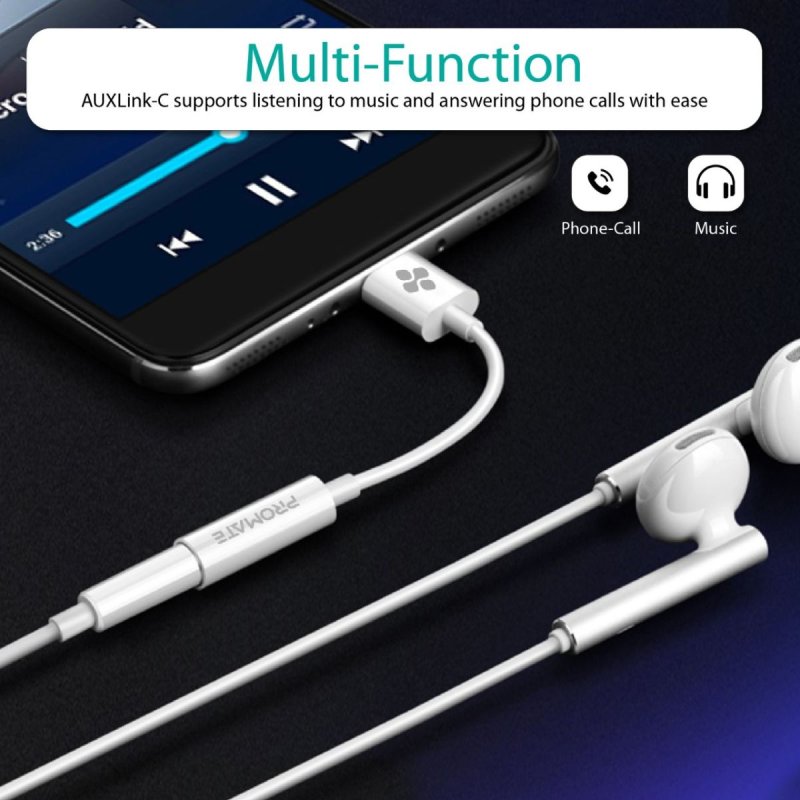 Multi-Function
AUXLink-C supports listening to music and answering phone calls with ease
Phone-Call
Music
2:36
PROMATE